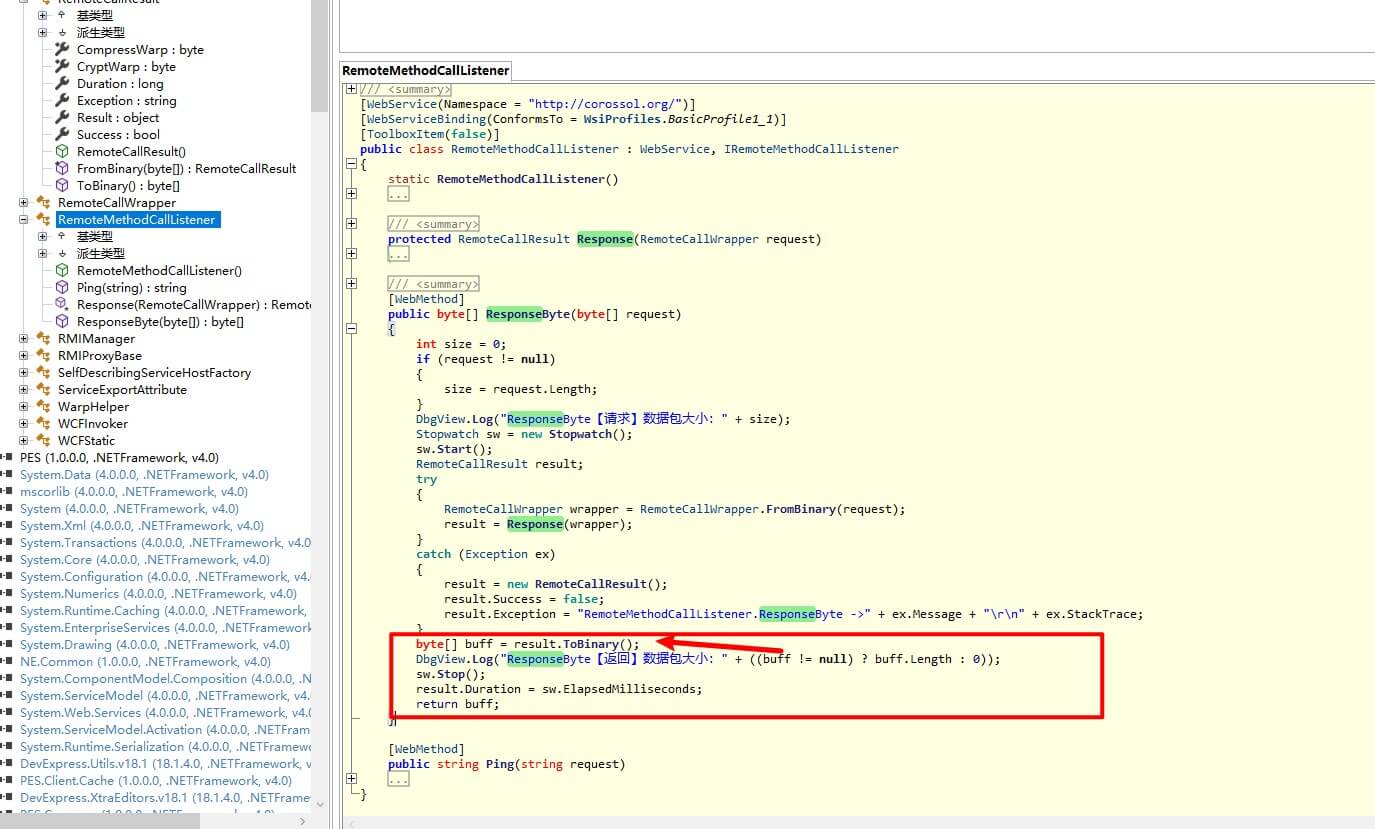 RemoteCallResult
基类型
派生类型
CompressWarp : byte
CryptWarp : byte
Duration : long
Exception : string
Result : object
Success : bool
RemoteCallResult()
FromBinary(byte[]) : RemoteCallResult
ToBinary() : byte[]
RemoteCallWrapper
RemoteMethodCallListener
基类型
派生类型
RemoteMethodCallListener()
Ping(string) : string
Response(RemoteCallWrapper) : Remot
ResponseByte(byte[]) : byte[]
RMIManager
RMIProxyBase
SelfDescribingServiceHostFactory
ServiceExportAttribute
WarpHelper
WCFInvoker
WCFStatic
PES (1.0.0.0, .NETFramework, v4.0)
System.Data (4.0.0.0, .NETFramework, v4.0)
mscorlib (4.0.0.0, .NETFramework, v4.0)
System (4.0.0.0, .NETFramework, v4.0)
System.Xml (4.0.0.0, .NETFramework, v4.0)
System.Transactions (4.0.0.0, .NETFramework, v4.0
System.Core (4.0.0.0, .NETFramework, v4.0)
System.Configuration (4.0.0.0, .NETFramework, v4.
System.Numerics (4.0.0.0, .NETFramework, v4.0)
System.Runtime.Caching (4.0.0.0, .NETFramework,
System.EnterpriseServices (4.0.0.0, .NETFramework
System.Drawing (4.0.0.0, .NETFramework, v4.0)
NE.Common (1.0.0.0, .NETFramework, v4.0)
System.ComponentModel.Composition (4.0.0.0, .N
System.ServiceModel (4.0.0.0, .NETFramework, v4.0
System.Web.Services (4.0.0.0, .NETFramework, v4.0
System.ServiceModel.Activation (4.0.0.0, .NETFram
System.Runtime.Serialization (4.0.0.0, .NETFramew
DevExpress.Utils.v18.1 (18.1.4.0, .NETFramework, v
PES.Client.Cache (1.0.0.0, .NETFramework, v4.0)
DevExpress.XtraEditors.v18.1 (18.1.4.0, .NETFrame
RemoteMethodCallListener
/// <summary>
[WebService(Namespace = "http://corossol.org/")]
[WebServiceBinding(ConformsTo = WsiProfiles.BasicProfile1_1)]
[ToolboxItem(false)]
public class RemoteMethodCallListener : WebService, IRemoteMethodCallListener
{
static RemoteMethodCallListener()
...
/// <summary>
protected RemoteCallResult Response(RemoteCallWrapper request)
...
/// <summary>
[WebMethod]
public byte[] ResponseByte(byte[] request)
{
int size = 0;
if (request != null)
{
size = request.Length;
}
DbgView.Log("ResponseByte【请求】数据包大小: " + size);
Stopwatch sw = new Stopwatch();
sw.Start();
RemoteCallResult result;
try
{
RemoteCallWrapper wrapper = RemoteCallWrapper.FromBinary(request);
result = Response(wrapper);
}
catch (Exception ex)
{
result = new RemoteCallResult();
result.Success = false;
result.Exception = "RemoteMethodCallListener.ResponseByte ->" + ex.Message + "\r\n" + ex.StackTrace;
}
byte[] buff = result.ToBinary();
DbgView.Log("ResponseByte【返回】数据包大小: " + ((buff != null) ? buff.Length : 0));
sw.Stop();
result.Duration = sw.ElapsedMilliseconds;
return buff;
}
[WebMethod]
public string Ping(string request)
...
}